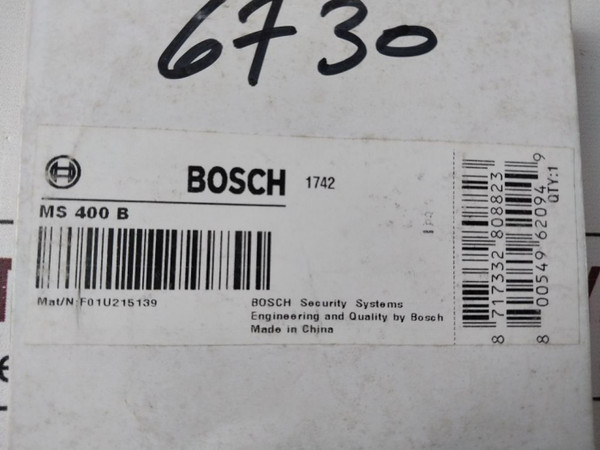 6730
BOSCH 1742
MS 400 B
Mat/N:F01U215139
BOSCH Security Systems
Engineering and Quality by Bosch
Made in China
8 717332 808823
8 00549 62094 9
QTY:1